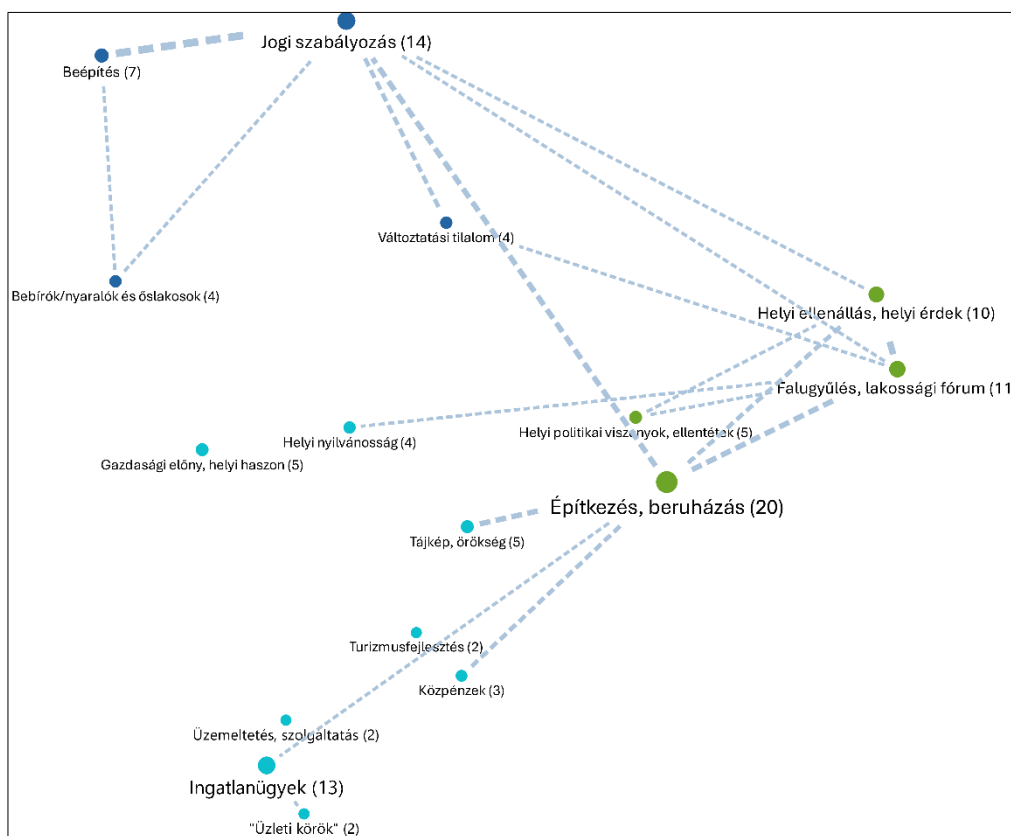 Jogi szabályozás (14)
Beépítés (7)
Változtatási tilalom (4)
Bebírók/nyaralók és őslakosok (4)
Helyi ellenállás, helyi érdek (10)
Falugyűlés, lakossági fórum (11
Helyi politikai viszonyok, ellentétek (5)
Helyi nyilvánosság (4)
Gazdasági előny, helyi haszon (5)
Építkezés, beruházás (20)
Tájkép, örökség (5)
Turizmusfejlesztés (2)
Közpénzek (3)
Üzemeltetés, szolgáltatás (2)
Ingatlanügyek (13)
"Üzleti körök" (2)